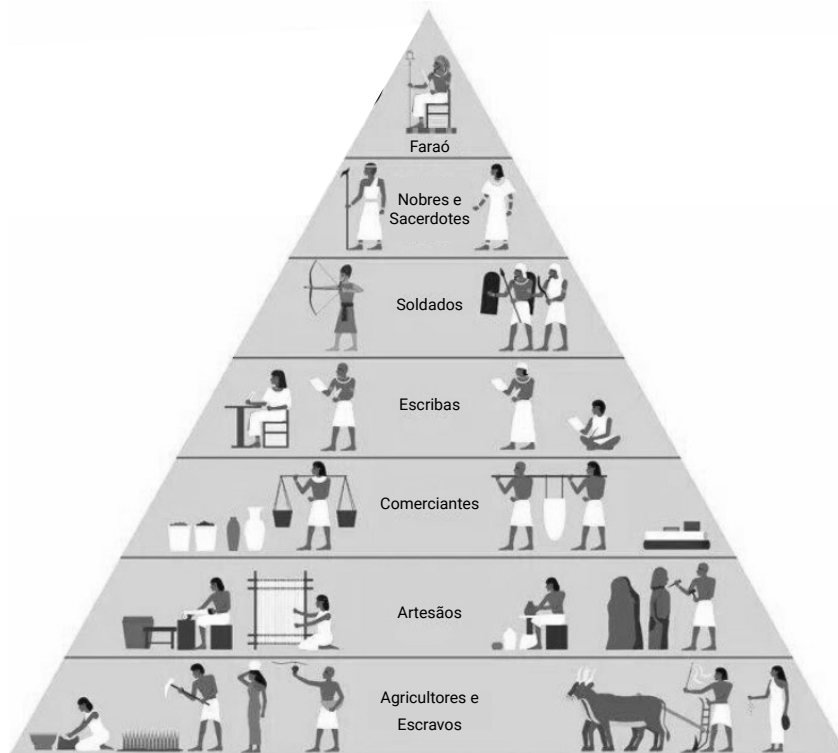 Faraó
Nobres e
Sacerdotes
Soldados
Escribas
Comerciantes
Artesãos
Agricultores e
Escravos